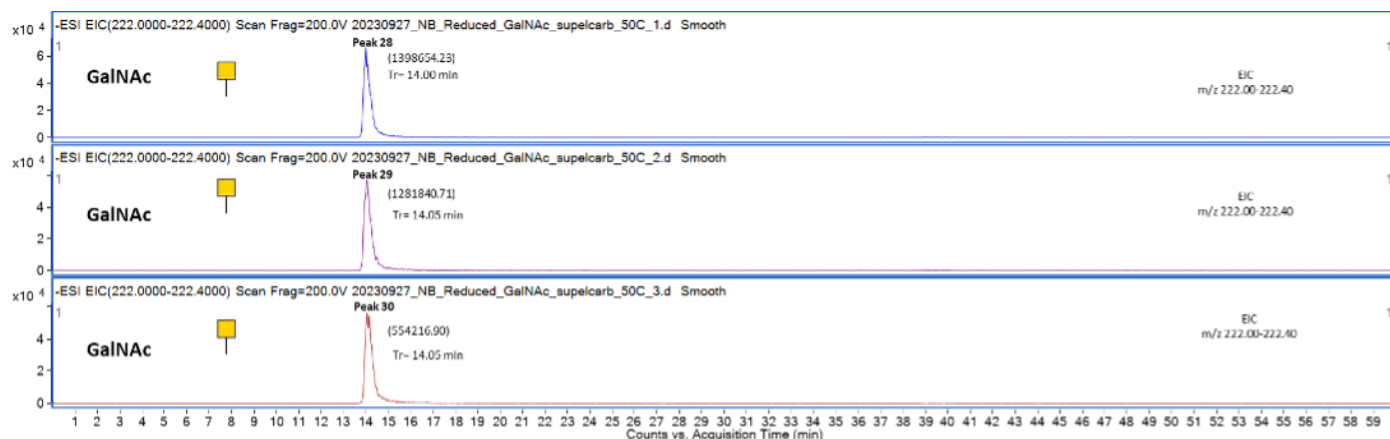 -ESI EIC(222.0000-222.4000) Scan Frag=200.0V 20230927_NB_Reduced_GalNAc_supelcarb_50C_1.d Smooth
x10 4
1
Peak 28
1
6
(1398654.23)
GalNAc
Tr= 14.00 min
EIC
4
m/z 222.00-222.40
2
0
-ESI EIC(222.0000-222.4000) Scan Frag=200.0V 20230927_NB_Reduced_GalNAc_supelcarb_50C_2.d Smooth
x10 4
1
Peak 29
1
(1281840.71)
EIC
4
GalNAc
Tr= 14.05 min
m/z 222.00-222.40
2
0
-ESI EIC(222.0000-222.4000) Scan Frag=200.0V 20230927_NB_Reduced_GalNAc_supelcarb_50C_3.d Smooth
x10 4
1
Peak 30
1
EIC
(554216.90)
m/z 222.00-222.40
4
GalNAc
Tr= 14.05 min
2
0
1 2 3 4 5 6 7 8 9 10 11 12 13 14 15 16 17 18 19 20 21 22 23 24 25 26 27 28 29 30 31 32 33 34 35 36 37 38 39 40 41 42 43 44 45 46 47 48 49 50 51 52 53 54 55 56 57 58 59
Counts vs. Acquisition Time (min)